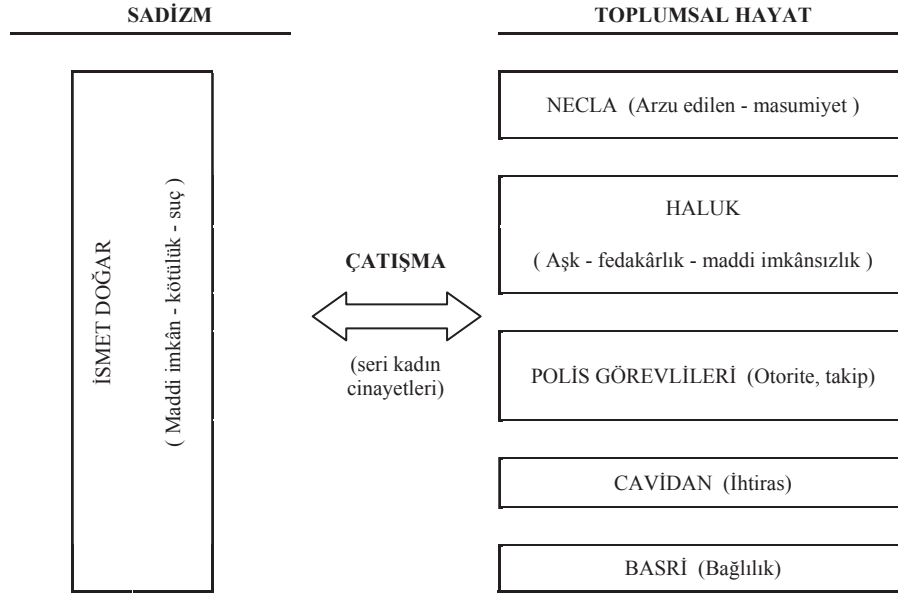 SADİZM
TOPLUMSAL HAYAT
İSMET DOĞAR
( Maddi imkân - kötülük - suç )
ÇATIŞMA
(seri kadın
cinayetleri)
NECLA (Arzu edilen - masumiyet )
HALUK
( Aşk - fedakârlık - maddi imkânsızlık )
POLİS GÖREVLİLERİ (Otorite, takip)
CAVİDAN (İhtiras)
BASRİ (Bağlılık)